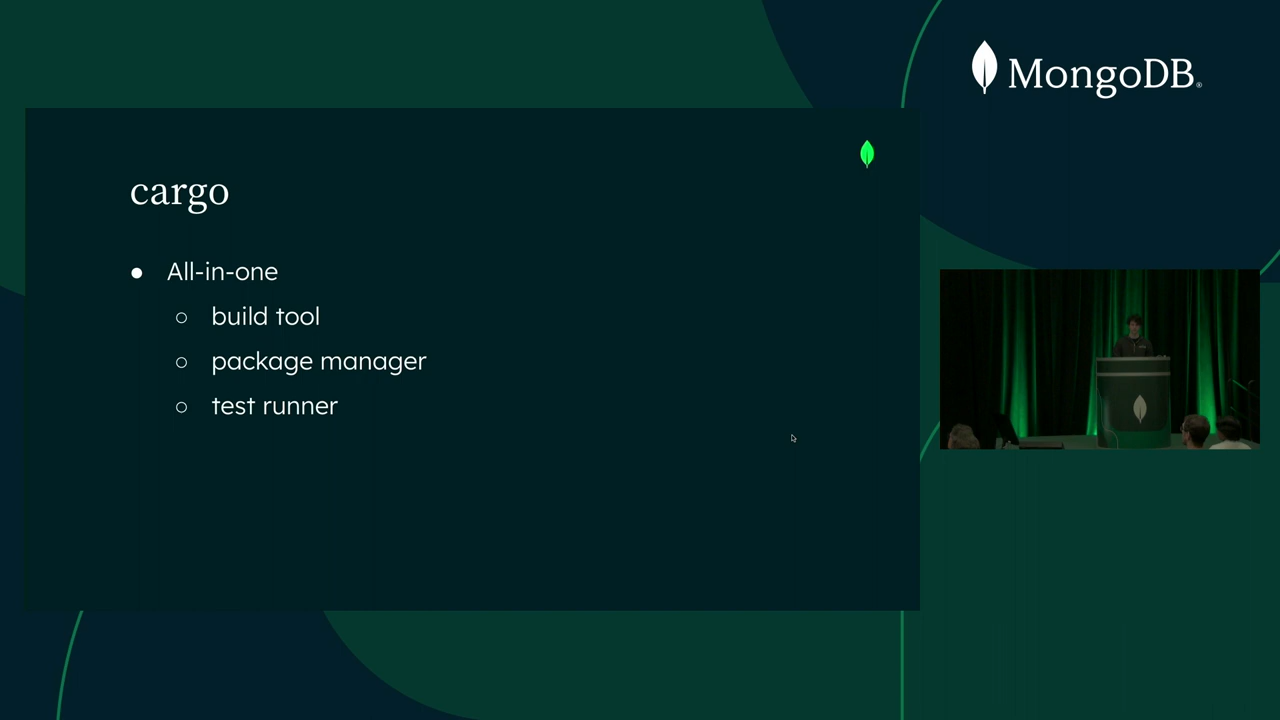 MongoDB®
cargo
● All-in-one
○ build tool
○ package manager
○ test runner